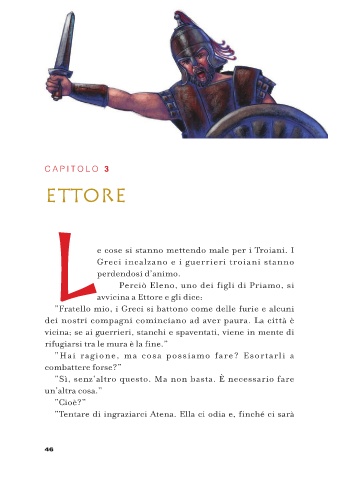 CAPITOLO 3
ETTORE
Le cose si stanno mettendo male per i Troiani. I
Greci incalzano e i guerrieri troiani stanno
perdendosi d'animo.
Perciò Eleno, uno dei figli di Priamo, si
avvicina a Ettore e gli dice:
"Fratello mio, i Greci si battono come delle furie e alcuni
dei nostri compagni cominciano ad aver paura. La città è
vicina; se ai guerrieri, stanchi e spaventati, viene in mente di
rifugiarsi tra le mura è la fine."
"Hai ragione, ma cosa possiamo fare? Esortarli a
combattere forse?"
"Sì, senz'altro questo. Ma non basta. È necessario fare
un'altra cosa."
"Cioè?"
"Tentare di ingraziarci Atena. Ella ci odia e, finché ci sarà
46